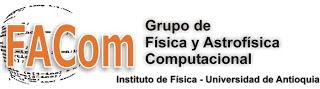 FACom
Grupo de
Física y Astrofísica
Computacional
Instituto de Física - Universidad de Antioquia